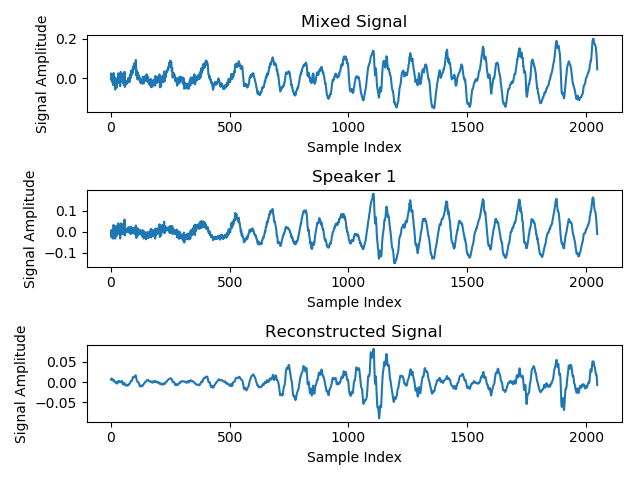 Mixed Signal
Signal Amplitude
0.2
0.0
0 500 1000 1500 2000
Sample Index
Speaker 1
Signal Amplitude
0.1
0.0
−0.1
0 500 1000 1500 2000
Sample Index
Reconstructed Signal
Signal Amplitude
0.05
0.00
−0.05
0 500 1000 1500 2000
Sample Index